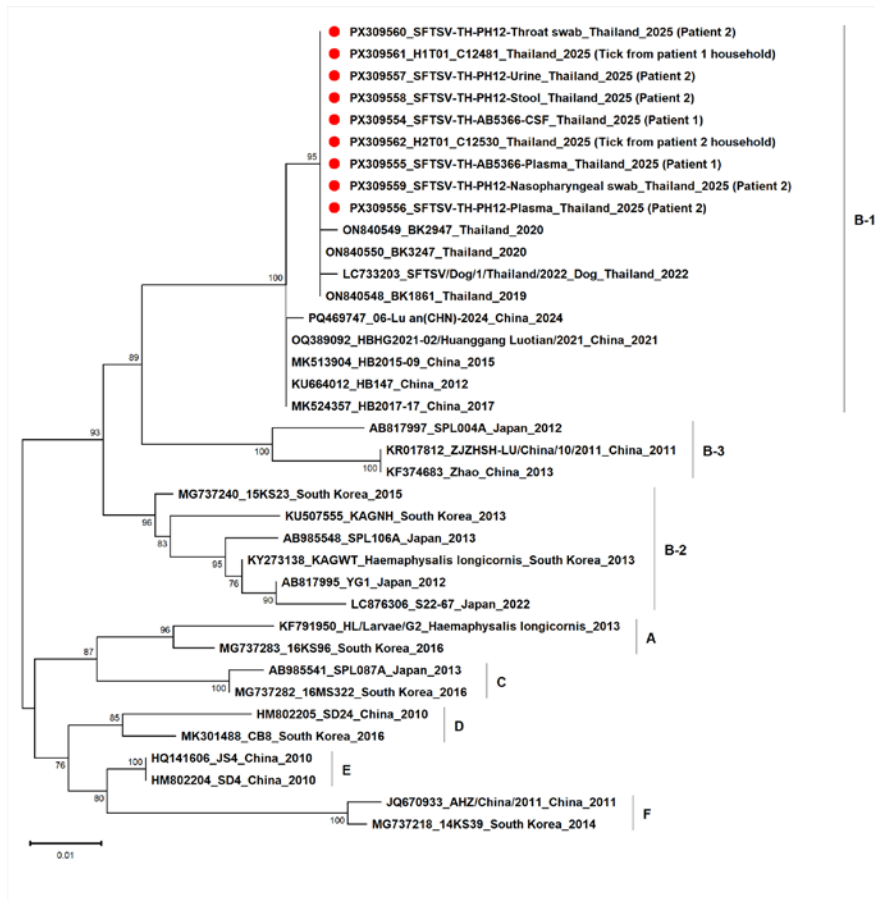 PX309560_SFTSV-TH-PH12-Throat swab_Thailand_2025 (Patient 2)
PX309561_H1T01_C12481_Thailand_2025 (Tick from patient 1 household)
PX309557_SFTSV-TH-PH12-Urine_Thailand_2025 (Patient 2)
PX309558_SFTSV-TH-PH12-Stool_Thailand_2025 (Patient 2)
PX309554_SFTSV-TH-AB5366-CSF_Thailand_2025 (Patient 1)
PX309562_H2T01_C12530_Thailand_2025 (Tick from patient 2 household)
95
PX309555_SFTSV-TH-AB5366-Plasma_Thailand_2025 (Patient 1)
PX309559_SFTSV-TH-PH12-Nasopharyngeal swab_Thailand_2025 (Patient 2)
PX309556_SFTSV-TH-PH12-Plasma_Thailand_2025 (Patient 2)
B-1
ON840549_BK2947_Thailand_2020
ON840550_BK3247_Thailand_2020
100
LC733203_SFTSV/Dog/1/Thailand/2022_Dog_Thailand_2022
ON840548_BK1861_Thailand_2019
PQ469747_06-Lu an(CHN)-2024_China_2024
OQ389092_HBHG2021-02/Huanggang Luotian/2021_China_2021
89
MK513904_HB2015-09_China_2015
KU664012_HB147_China_2012
MK524357_HB2017-17_China_2017
AB817997_SPL004A_Japan_2012
93
100
KR017812_ZJZHSH-LU/China/10/2011_China_2011
B-3
100
KF374683_Zhao_China_2013
MG737240_15KS23_South Korea_2015
96
KU507555_KAGNH_South Korea_2013
83
AB985548_SPL106A_Japan_2013
95
KY273138_KAGWT_Haemaphysalis longicornis_South Korea_2013
B-2
76
AB817995_YG1_Japan_2012
90
LC876306_S22-67_Japan_2022
KF791950_HL/Larvae/G2_Haemaphysalis longicornis_2013
96
A
MG737283_16KS96_South Korea_2016
87
AB985541_SPL087A_Japan_2013
C
100
MG737282_16MS322_South Korea_2016
HM802205_SD24_China_2010
85
D
MK301488_CB8_South Korea_2016
76
HQ141606_JS4_China_2010
100
E
HM802204_SD4_China_2010
80
JQ670933_AHZ/China/2011_China_2011
F
100
MG737218_14KS39_South Korea_2014
0.01